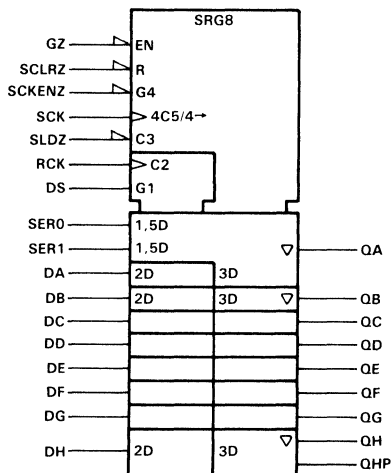 SRG8
GZ EN
SCLRZ R
SCKENZ G4
SCK 4C5/4→
SLDZ C3
RCK C2
DS G1
SER0 1,5D
SER1 1,5D
QA
DA 2D 3D
DB 2D 3D QB
DC QC
DD QD
DE QE
DF QF
DG QG
QH
DH 2D 3D
QHP